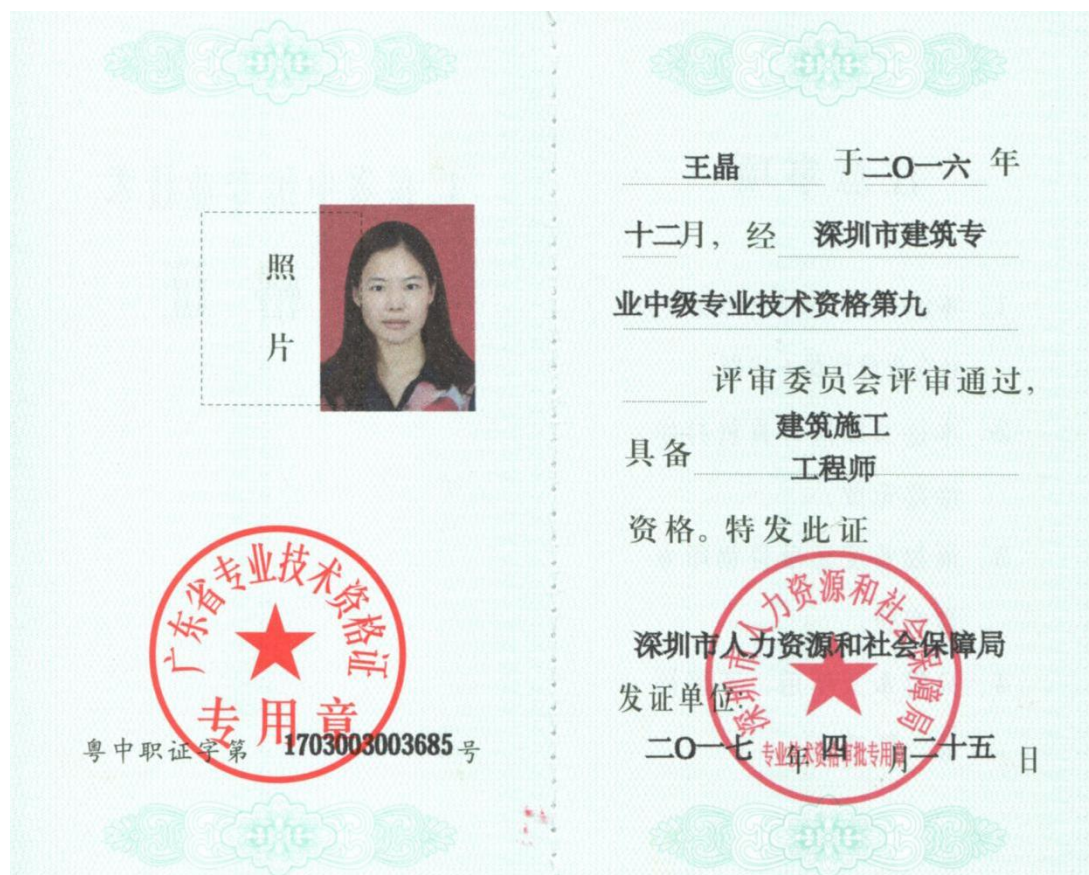 照
片
广东省专业技术资格证
专用章
粤中职证字第 1703003003685 号
王晶 于二〇一六 年
十二月, 经 深圳市建筑专
业中级专业技术资格第九
评审委员会评审通过,
建筑施工
具备
工程师
资格。特发此证
深圳市人力资源和社会保障局
深圳市人力资源和社会保障局
发证单位:
二〇一七 年 四 月 二十五 日
专业技术资格审批专用章